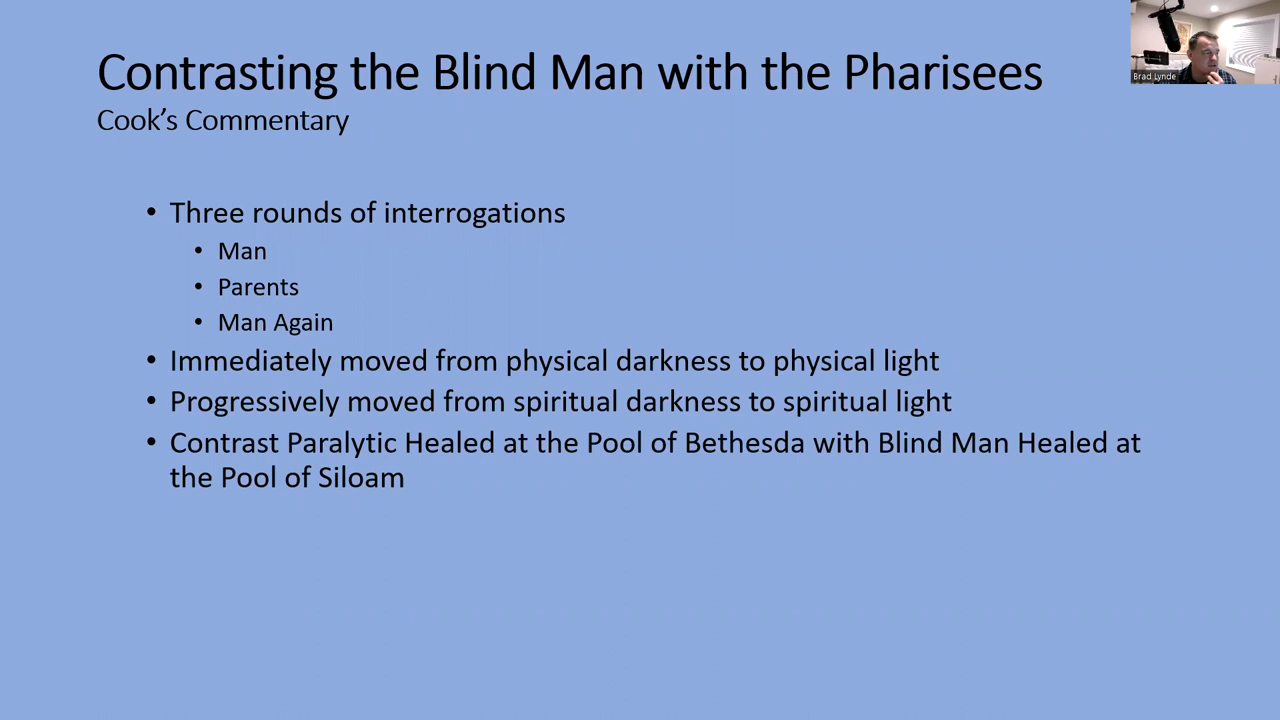 Contrasting the Blind Man with the Pharisees
Cook's Commentary
Brad Lynde
• Three rounds of interrogations
• Man
• Parents
• Man Again
• Immediately moved from physical darkness to physical light
• Progressively moved from spiritual darkness to spiritual light
• Contrast Paralytic Healed at the Pool of Bethesda with Blind Man Healed at
the Pool of Siloam